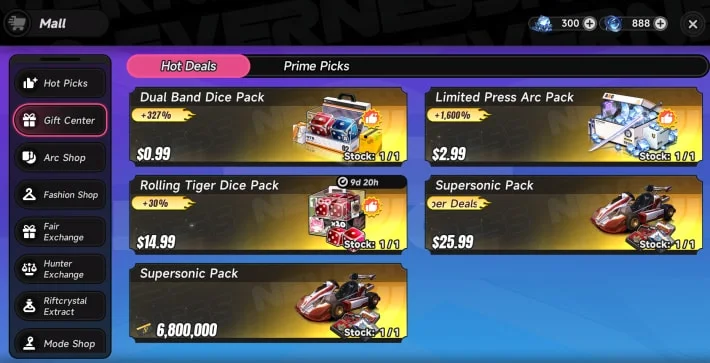 Mall
300
888
Hot Deals
Prime Picks
Hot Picks
Gift Center
Arc Shop
Fashion Shop
Fair
Exchange
Hunter
Exchange
Riftcrystal
Extract
Mode Shop
Dual Band Dice Pack
+327%
$0.99
Stock: 1/1
Limited Press Arc Pack
+1,600%
$2.99
Stock: 1/1
Rolling Tiger Dice Pack
9d 20h
+30%
x10
$14.99
Stock: 1/1
Supersonic Pack
per Deals
$25.99
Stock: 1/1
Supersonic Pack
6,800,000
Stock: 1/1